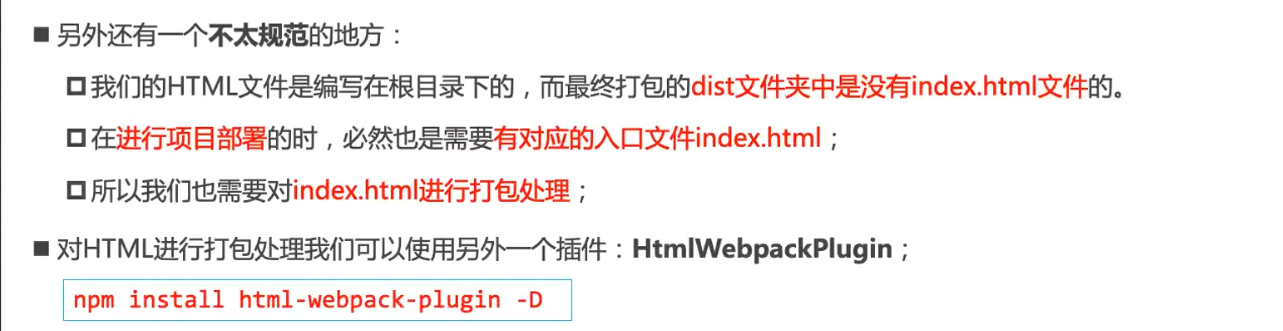 另外还有一个不太规范的地方：
我们的HTML文件是编写在根目录下的，而最终打包的dist文件夹中是没有index.html文件的。
在进行项目部署的时，必然也是需要有对应的入口文件index.html；
所以我们也需要对index.html进行打包处理；
对HTML进行打包处理我们可以使用另外一个插件：HtmlWebpackPlugin；
npm install html-webpack-plugin -D